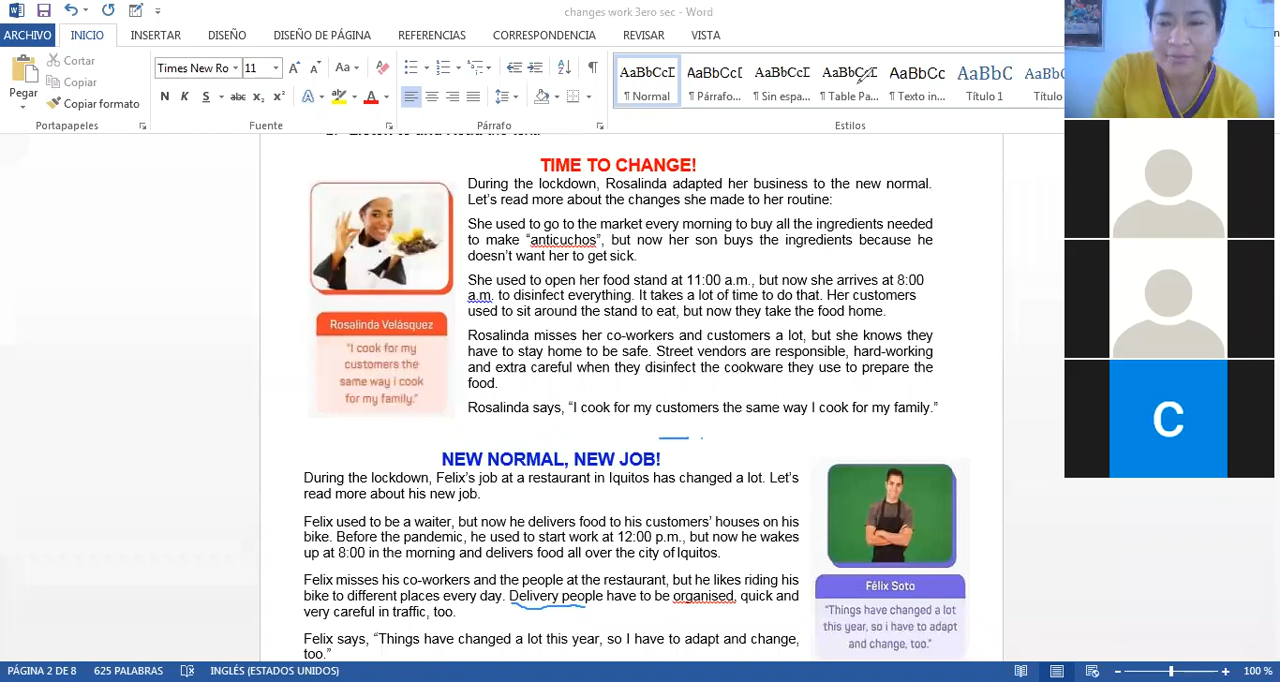 changes work 3ero sec - Word
ARCHIVO INICIO INSERTAR DISEÑO DISEÑO DE PÁGINA REFERENCIAS CORRESPONDENCIA REVISAR VISTA
Pegar
Cortar
Copiar
Copiar formato
Portapapeles
Times New Ro 11
N K S abc x₂ x²
Fuente
Párrafo
AaBbCcI AaBbCcI AaBbCcI AaBbCcI AaBbCc AaBbC AaBbC
¶ Normal ¶ Párrafo... ¶ Sin espa... ¶ Table Pa... ¶ Texto in... Título 1 Título
Estilos
TIME TO CHANGE!
During the lockdown, Rosalinda adapted her business to the new normal.
Let's read more about the changes she made to her routine:
She used to go to the market every morning to buy all the ingredients needed
to make “anticuchos”, but now her son buys the ingredients because he
doesn't want her to get sick.
She used to open her food stand at 11:00 a.m., but now she arrives at 8:00
a.m. to disinfect everything. It takes a lot of time to do that. Her customers
used to sit around the stand to eat, but now they take the food home.
Rosalinda misses her co-workers and customers a lot, but she knows they
have to stay home to be safe. Street vendors are responsible, hard-working
and extra careful when they disinfect the cookware they use to prepare the
food.
Rosalinda says, “I cook for my customers the same way I cook for my family.”
Rosalinda Velásquez
“I cook for my
customers the
same way i cook
for my family.”
NEW NORMAL, NEW JOB!
During the lockdown, Felix's job at a restaurant in Iquitos has changed a lot. Let's
read more about his new job.
Felix used to be a waiter, but now he delivers food to his customers' houses on his
bike. Before the pandemic, he used to start work at 12:00 p.m., but now he wakes
up at 8:00 in the morning and delivers food all over the city of Iquitos.
Felix misses his co-workers and the people at the restaurant, but he likes riding his
bike to different places every day. Delivery people have to be organised, quick and
very careful in traffic, too.
Felix says, “Things have changed a lot this year, so I have to adapt and change,
too.”
Félix Soto
“Things have changed a lot
this year, so i have to adapt
and change, too.”
C
PÁGINA 2 DE 8 625 PALABRAS INGLÉS (ESTADOS UNIDOS) 100 %